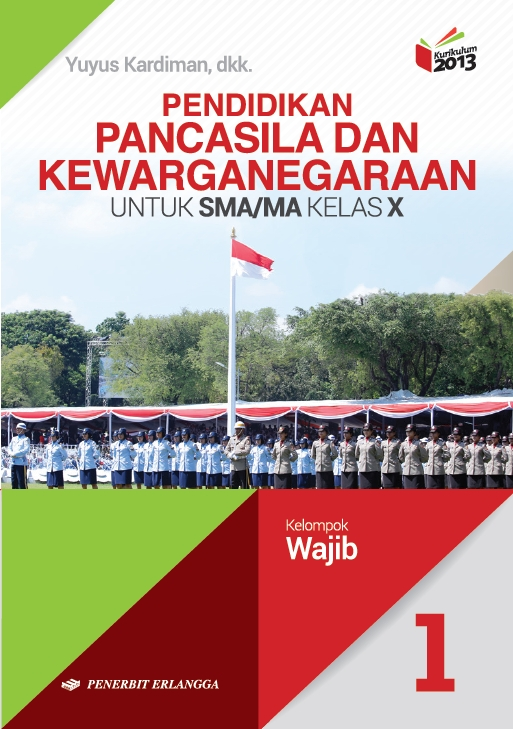 Yuyus Kardiman, dkk.
Kurikulum
2013
PENDIDIKAN
PANCASILA DAN
KEWARGANEGARAAN
UNTUK SMA/MA KELAS X
Kelompok
Wajib
1
PENERBIT ERLANGGA